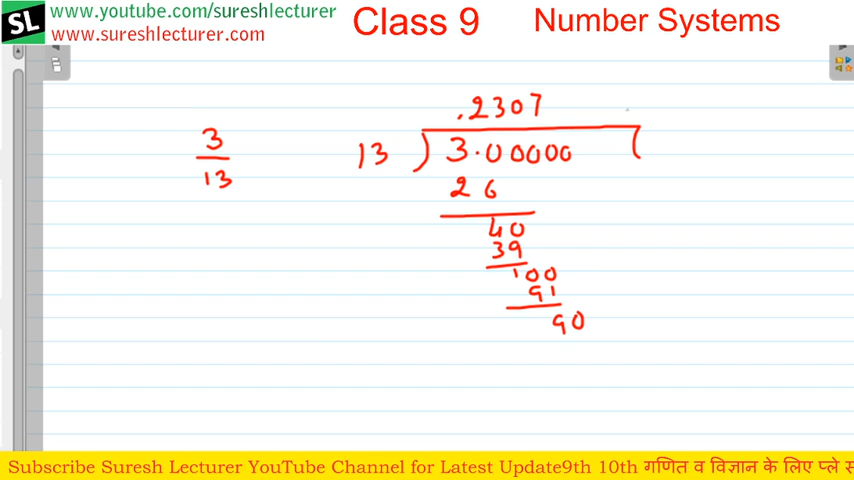 SL www.youtube.com/sureshlecturer
www.sureshlecturer.com
Class 9 Number Systems
.2307
3
13
13 ) 3.00000 (
26
40
39
100
91
90
Subscribe Suresh Lecturer YouTube Channel for Latest Update9th 10th गणित व विज्ञान के लिए प्ले